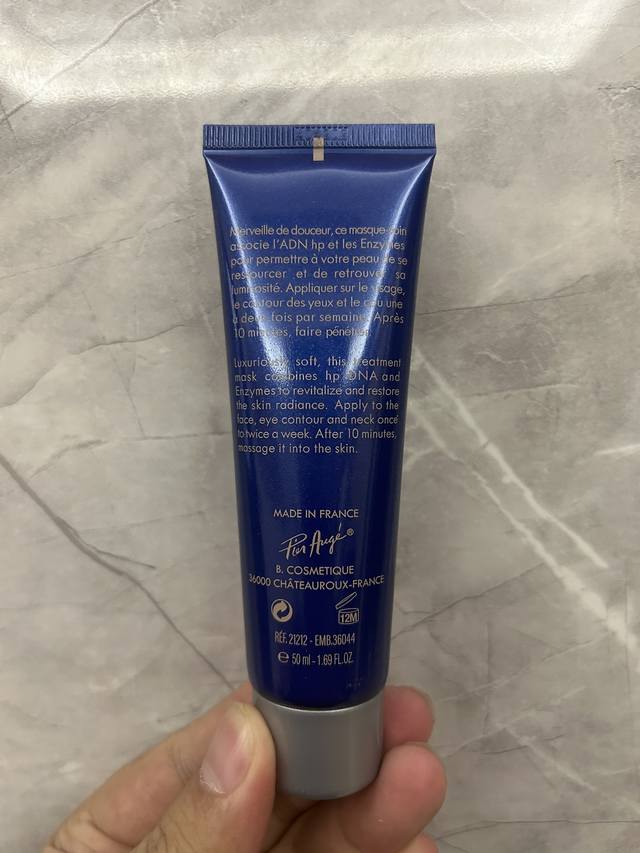 Merveille de douceur, ce masque-soin
associe l'ADN hp et les Enzymes
pour permettre à votre peau de se
ressourcer et de retrouver sa
luminosité. Appliquer sur le visage,
le contour des yeux et le cou une
à deux fois par semaine. Après
10 minutes, faire pénétrer.
Luxuriously soft, this treatment
mask combines hp DNA and
Enzymes to revitalize and restore
the skin radiance. Apply to the
face, eye contour and neck once
to twice a week. After 10 minutes,
massage it into the skin.
MADE IN FRANCE
Pier Augé®
B. COSMETIQUE
36000 CHÂTEAUROUX-FRANCE
12M
RÉF. 21212 - EMB.36044
e 50 ml - 1.69 FL.OZ.